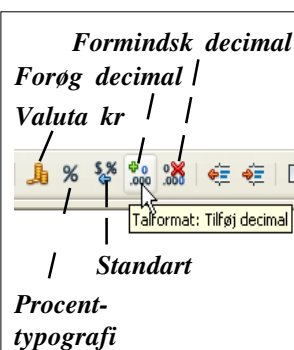 Formindsk decimal
Forøg decimal
Valuta kr
Talformat: Tilføj decimal
Standart
Procent-
typografi